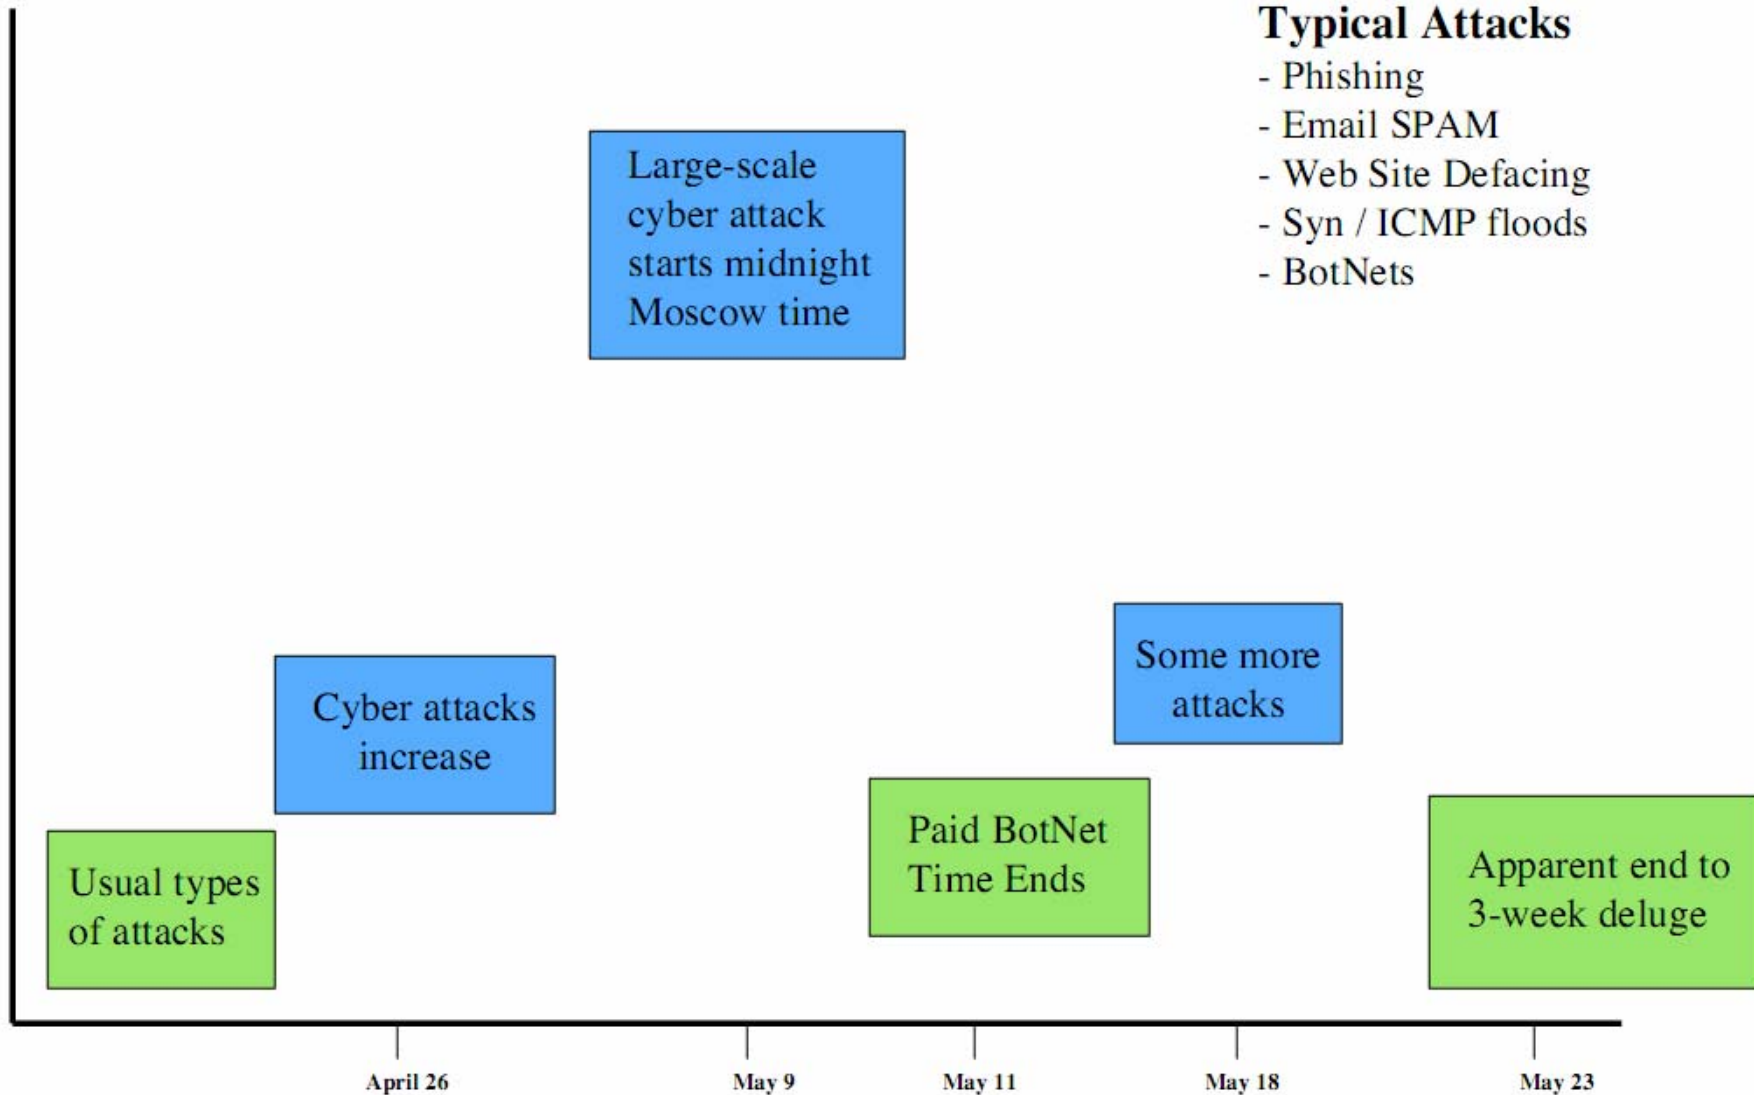 Typical Attacks
- Phishing
- Email SPAM
- Web Site Defacing
- Syn / ICMP floods
- BotNets
Large-scale
cyber attack
starts midnight
Moscow time
Some more
attacks
Cyber attacks
increase
Paid BotNet
Time Ends
Apparent end to
3-week deluge
Usual types
of attacks
April 26
May 9
May 11
May 18
May 23